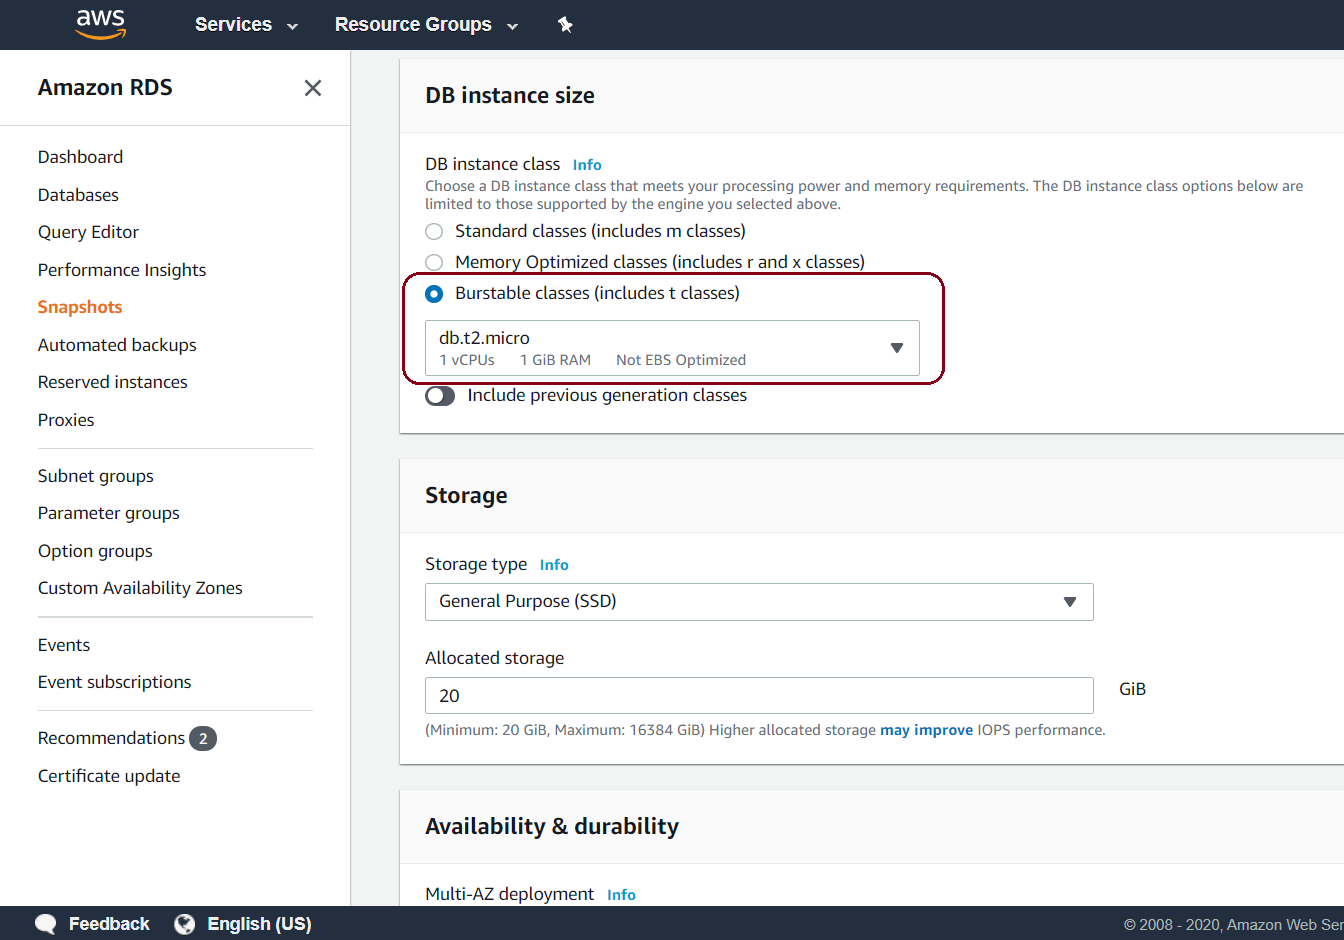 aws Services Resource Groups
Amazon RDS
Dashboard
Databases
Query Editor
Performance Insights
Snapshots
Automated backups
Reserved instances
Proxies
Subnet groups
Parameter groups
Option groups
Custom Availability Zones
Events
Event subscriptions
Recommendations 2
Certificate update
DB instance size
DB instance class Info
Choose a DB instance class that meets your processing power and memory requirements. The DB instance class options below are
limited to those supported by the engine you selected above.
Standard classes (includes m classes)
Memory Optimized classes (includes r and x classes)
Burstable classes (includes t classes)
db.t2.micro
1 vCPUs 1 GiB RAM Not EBS Optimized
Include previous generation classes
Storage
Storage type Info
General Purpose (SSD)
Allocated storage
20 GiB
(Minimum: 20 GiB, Maximum: 16384 GiB) Higher allocated storage may improve IOPS performance.
Availability & durability
Multi-AZ deployment Info
Feedback English (US) © 2008 - 2020, Amazon Web Ser